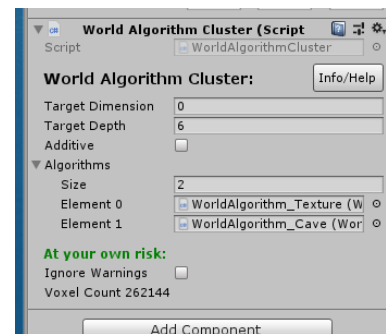 World Algorithm Cluster (Script
Script WorldAlgorithmCluster
World Algorithm Cluster: Info/Help
Target Dimension 0
Target Depth 6
Additive
Algorithms
Size 2
Element 0 WorldAlgorithm_Texture (W
Element 1 WorldAlgorithm_Cave (Wor
At your own risk:
Ignore Warnings
Voxel Count 262144
Add Component